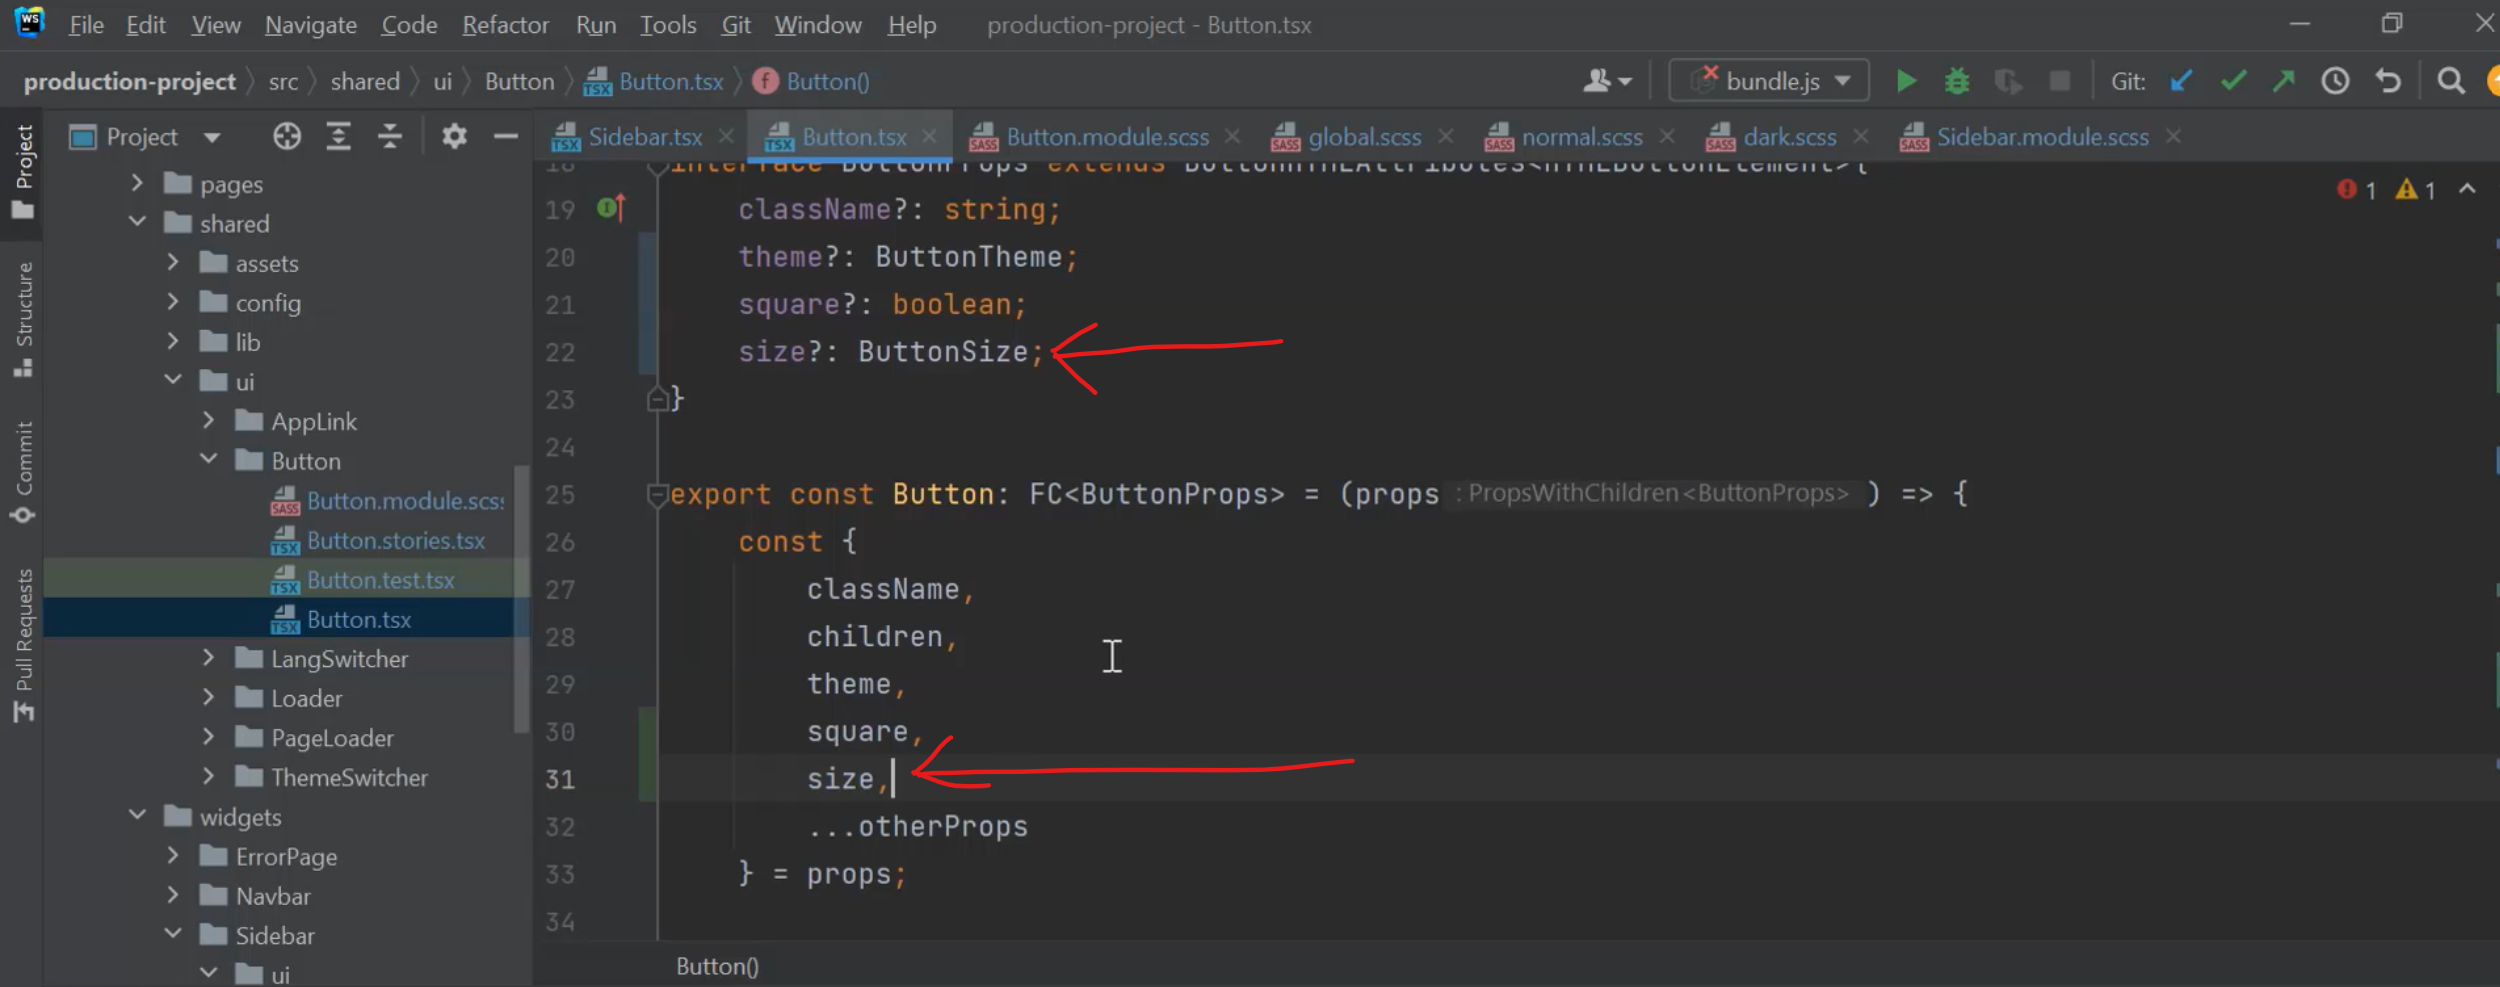 WS File Edit View Navigate Code Refactor Run Tools Git Window Help production-project - Button.tsx
production-project src shared ui Button Button.tsx Button()
bundle.js Git:
Project
Sidebar.tsx Button.tsx Button.module.scss global.scss normal.scss dark.scss Sidebar.module.scss
Project
Structure
Commit
Pull Requests
pages
shared
assets
config
lib
ui
AppLink
Button
Button.module.scs
Button.stories.tsx
Button.test.tsx
Button.tsx
LangSwitcher
Loader
PageLoader
ThemeSwitcher
widgets
ErrorPage
Navbar
Sidebar
ui
18 interface ButtonProps extends ButtonHTMLAttributes<HTMLButtonElement>{
19 className?: string;
20 theme?: ButtonTheme;
21 square?: boolean;
22 size?: ButtonSize;
23 }
24
25 export const Button: FC<ButtonProps> = (props : PropsWithChildren<ButtonProps> ) => {
26 const {
27 className,
28 children,
29 theme,
30 square,
31 size,
32 ...otherProps
33 } = props;
34
1 1
Button()